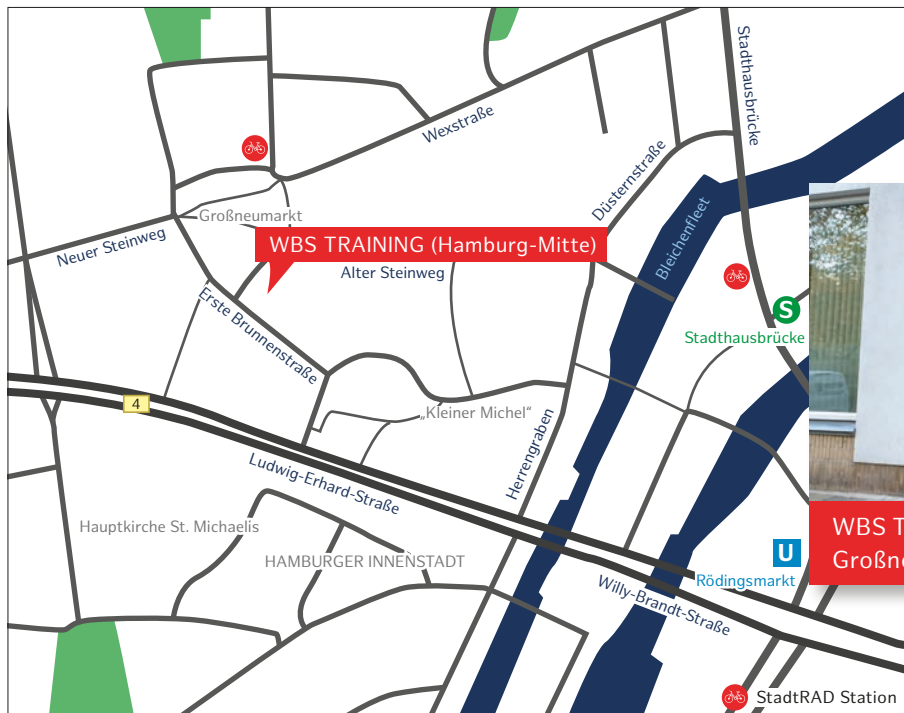 Stadthausbrücke
Wexstraße
Düsternstraße
Großneumarkt
Neuer Steinweg
WBS TRAINING (Hamburg-Mitte)
Alter Steinweg
Bleichenfleet
Erste Brunnenstraße
S
Stadthausbrücke
4
„Kleiner Michel“
Herrengraben
Ludwig-Erhard-Straße
Hauptkirche St. Michaelis
HAMBURGER INNENSTADT
WBS T
Großne
U
Rödingsmarkt
Willy-Brandt-Straße
StadtRAD Station